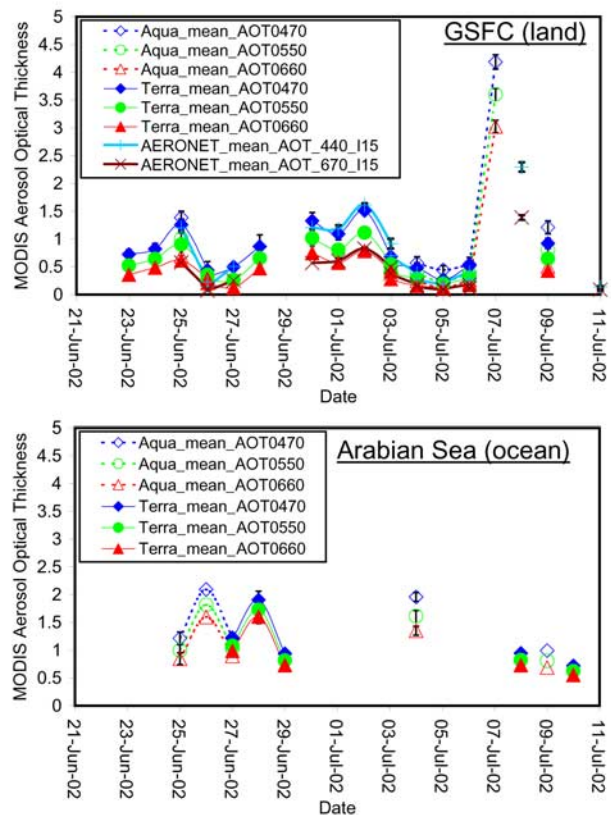 GSFC (land)
MODIS Aerosol Optical Thickness
5
4.5
4
3.5
3
2.5
2
1.5
1
0.5
0
Aqua_mean_AOT0470
Aqua_mean_AOT0550
Aqua_mean_AOT0660
Terra_mean_AOT0470
Terra_mean_AOT0550
Terra_mean_AOT0660
AERONET_mean_AOT_440_I15
AERONET_mean_AOT_670_I15
21-Jun-02
23-Jun-02
25-Jun-02
27-Jun-02
29-Jun-02
01-Jul-02
03-Jul-02
05-Jul-02
07-Jul-02
09-Jul-02
11-Jul-02
Date
Arabian Sea (ocean)
MODIS Aerosol Optical Thickness
5
4.5
4
3.5
3
2.5
2
1.5
1
0.5
0
Aqua_mean_AOT0470
Aqua_mean_AOT0550
Aqua_mean_AOT0660
Terra_mean_AOT0470
Terra_mean_AOT0550
Terra_mean_AOT0660
21-Jun-02
23-Jun-02
25-Jun-02
27-Jun-02
29-Jun-02
01-Jul-02
03-Jul-02
05-Jul-02
07-Jul-02
09-Jul-02
11-Jul-02
Date